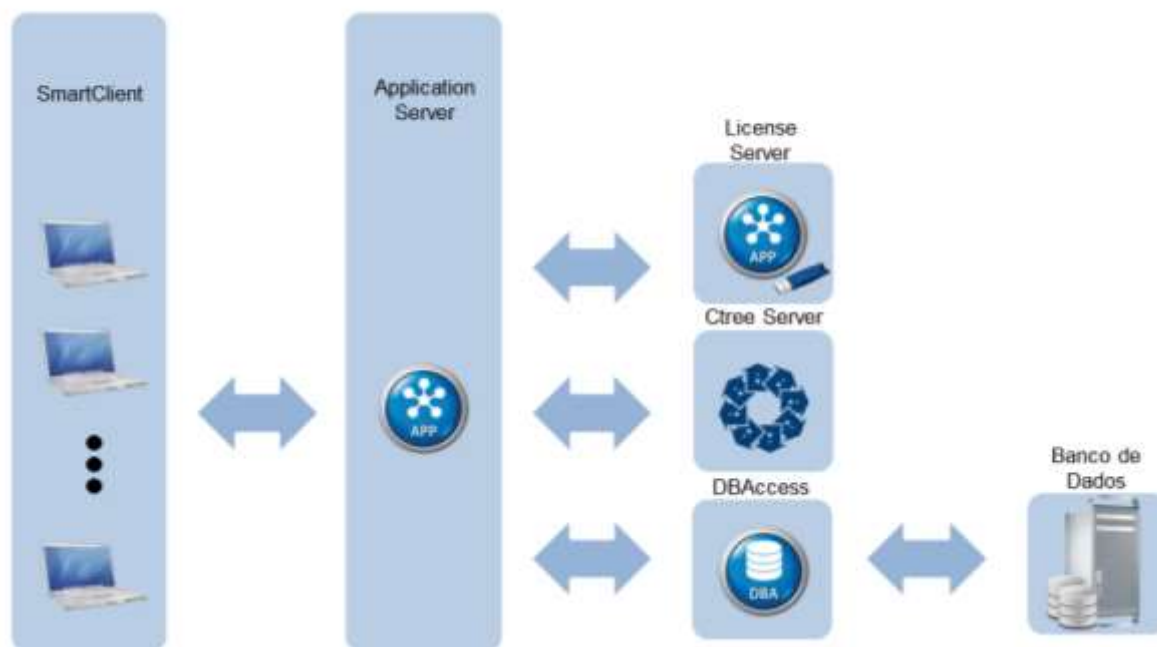 SmartClient
Application
Server
APP
License
Server
APP
Ctree Server
DBAccess
DBA
Banco de
Dados